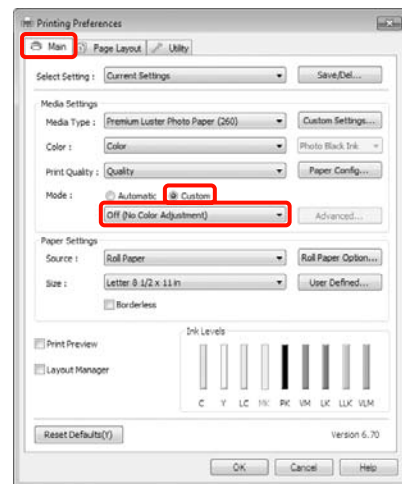 Printing Preferences
Main Page Layout Utility
Select Setting : Current Settings Save/Del...
Media Settings
Media Type : Premium Luster Photo Paper (260) Custom Settings...
Color : Color Photo Black Ink
Print Quality : Quality Paper Config...
Mode : Automatic Custom
Off (No Color Adjustment) Advanced...
Paper Settings
Source : Roll Paper Roll Paper Option...
Size : Letter 8 1/2 x 11 in User Defined...
Borderless
Ink Levels
Print Preview
Layout Manager
C Y LC MK PK VM LK LLK VLM
Reset Defaults(Y) Version 6.70
OK Cancel Help